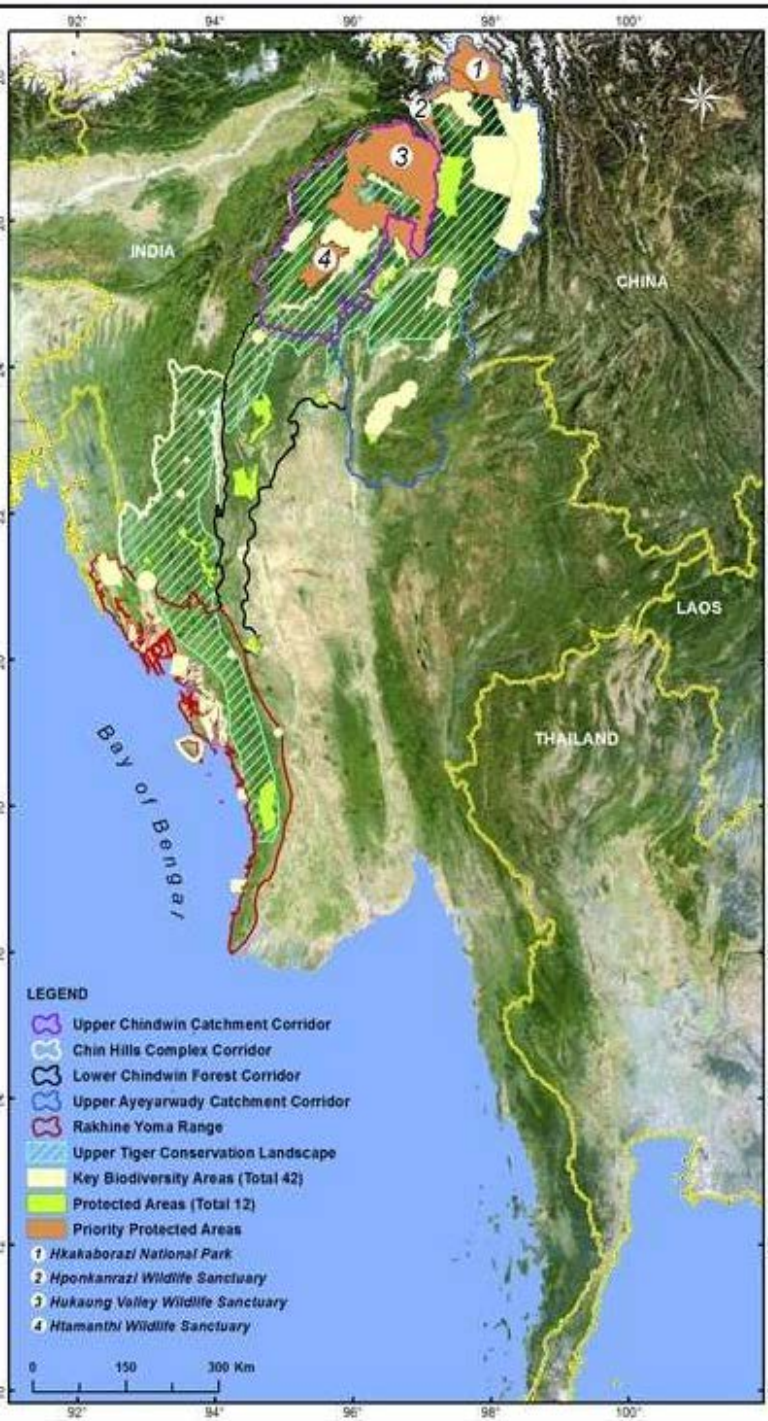 92° 94° 96° 98° 100°
1
2
3
4
INDIA
CHINA
LAOS
THAILAND
Bay of Bengal
LEGEND
Upper Chindwin Catchment Corridor
Chin Hills Complex Corridor
Lower Chindwin Forest Corridor
Upper Ayeyarwady Catchment Corridor
Rakhine Yoma Range
Upper Tiger Conservation Landscape
Key Biodiversity Areas (Total 42)
Protected Areas (Total 12)
Priority Protected Areas
1 Hkakaborazi National Park
2 Hponkanrazi Wildlife Sanctuary
3 Hukaung Valley Wildlife Sanctuary
4 Htamanthi Wildlife Sanctuary
0 150 300 Km
92° 94° 96° 98° 100°